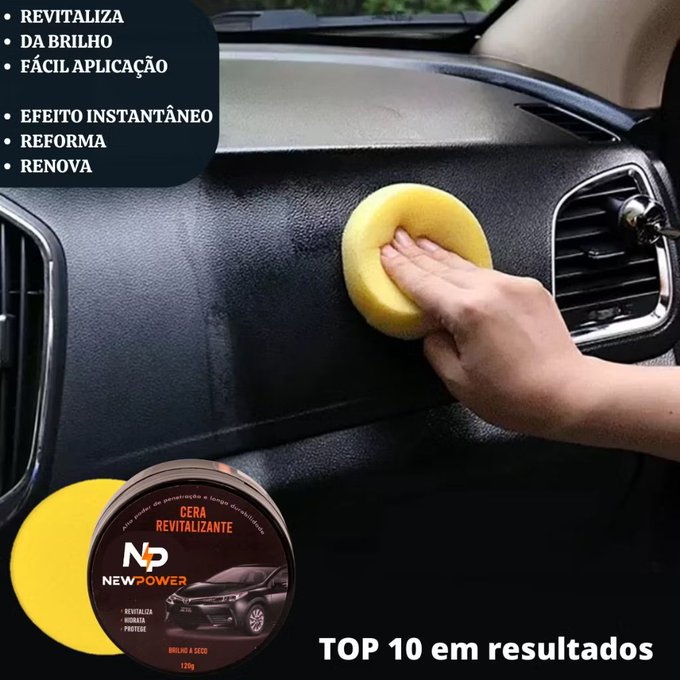 REVITALIZA
DA BRILHO
FÁCIL APLICAÇÃO
EFEITO INSTANTÂNEO
REFORMA
RENOVA
Alto poder de penetração e longa durabilidade
CERA
REVITALIZANTE
NP
NEWPOWER
REVITALIZA
HIDRATA
PROTEGE
BRILHO A SECO
120g
TOP 10 em resultados